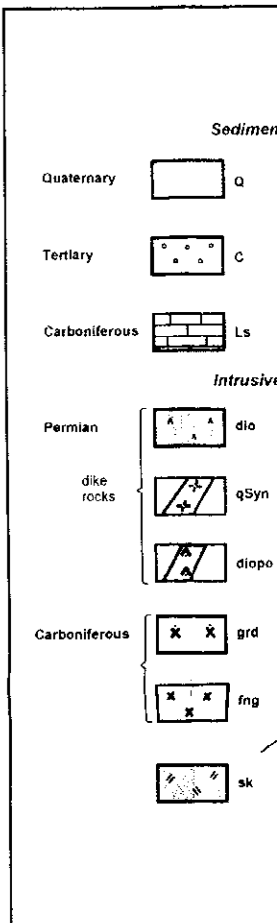 Sedimen
Quaternary Q
Tertiary C
Carboniferous Ls
Intrusive
Permian dio
dike
rocks
qSyn
diopo
Carboniferous grd
fng
sk